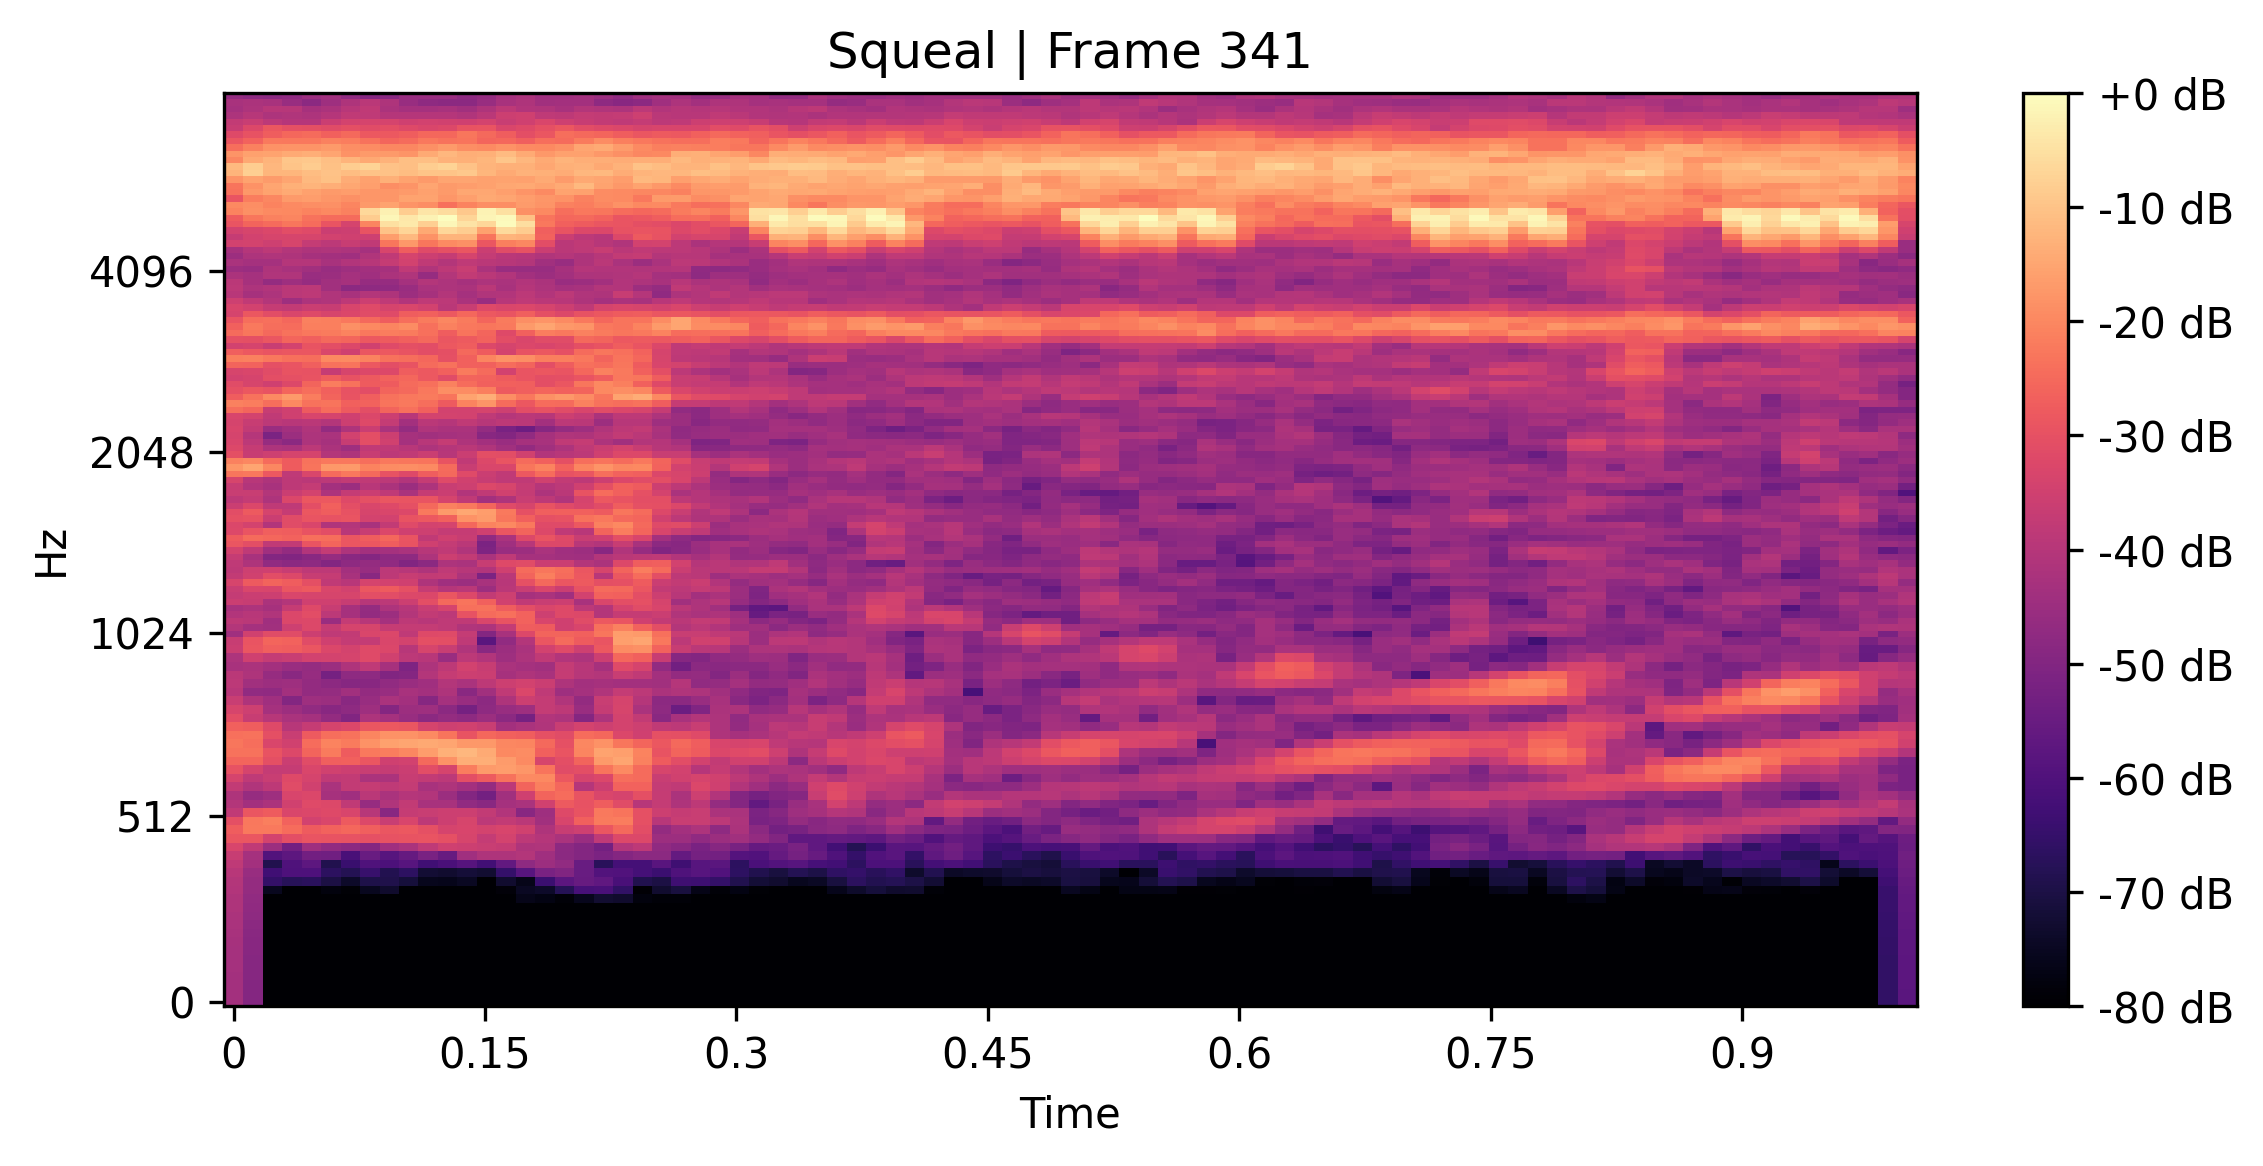 Squeal | Frame 341
+0 dB
-10 dB
-20 dB
-30 dB
-40 dB
-50 dB
-60 dB
-70 dB
-80 dB
4096
2048
1024
512
0
Hz
0 0.15 0.3 0.45 0.6 0.75 0.9
Time